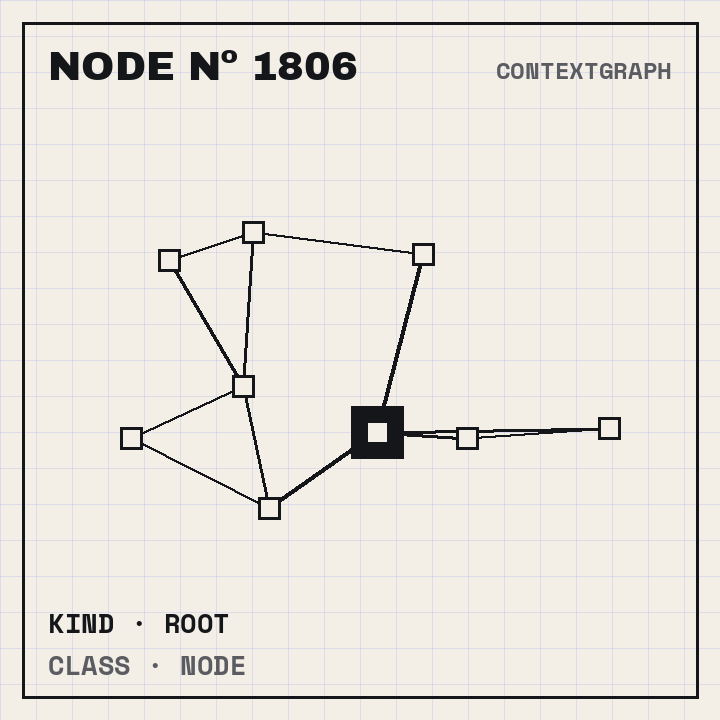 NODE Nº 1806
CONTEXTGRAPH
KIND · ROOT
CLASS · NODE